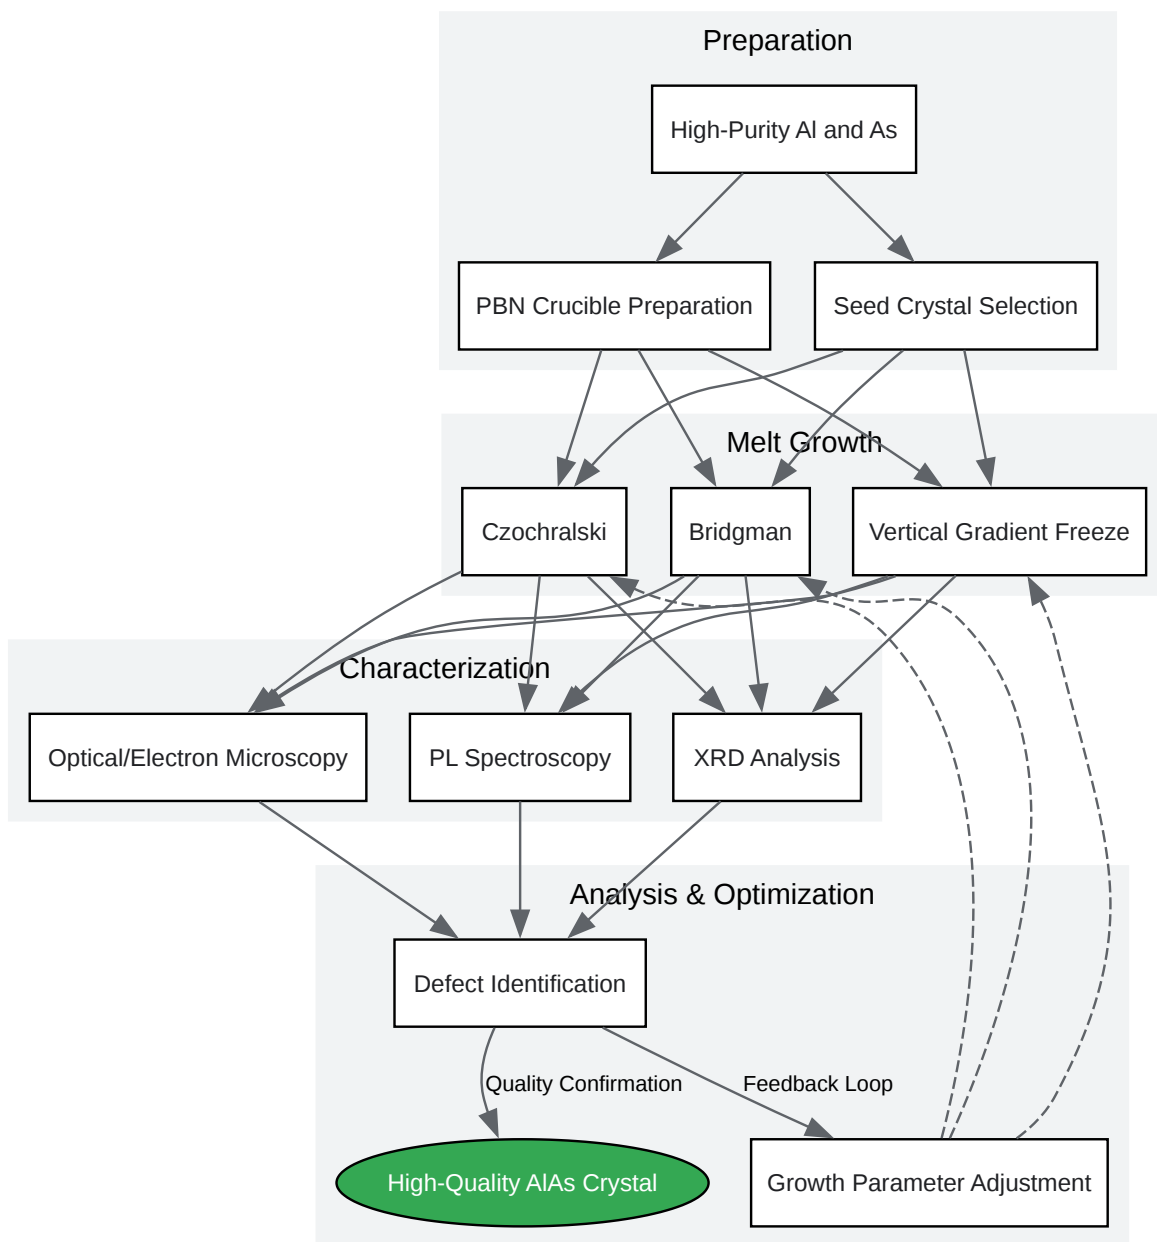 Preparation
High-Purity Al and As
PBN Crucible Preparation
Seed Crystal Selection
Melt Growth
Czochralski
Bridgman
Vertical Gradient Freeze
Characterization
Optical/Electron Microscopy
PL Spectroscopy
XRD Analysis
Analysis & Optimization
Defect Identification
Quality Confirmation
Feedback Loop
High-Quality AlAs Crystal
Growth Parameter Adjustment